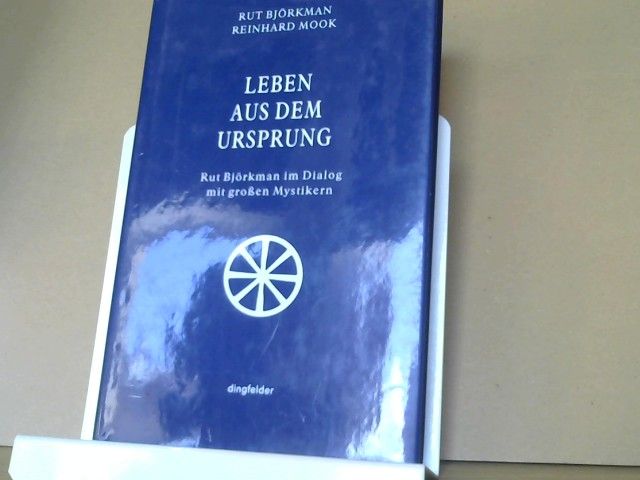 RUT BJÖRKMAN
REINHARD MOOK
LEBEN
AUS DEM
URSPRUNG
Rut Björkman im Dialog
mit großen Mystikern
dingfelder